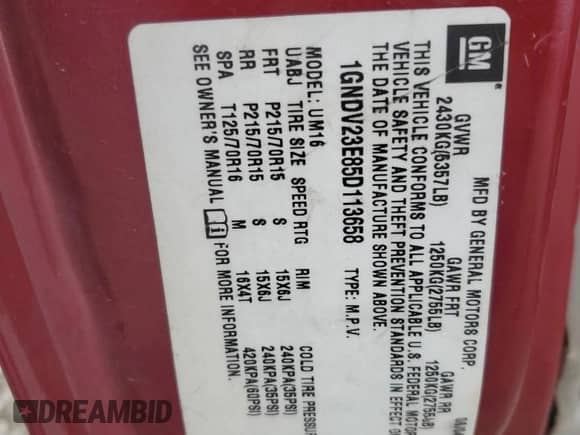 GM
MFD BY GENERAL MOTORS CORP.
GVWR GAWR FRT GAWR RR
2430KG(5357LB) 1250KG(2755LB) 1250KG(2755LB)
THIS VEHICLE CONFORMS TO ALL APPLICABLE U.S. FEDERAL MOTOR
VEHICLE SAFETY AND THEFT PREVENTION STANDARDS IN EFFECT ON
THE DATE OF MANUFACTURE SHOWN ABOVE.
1GNDV23E85D113658 TYPE: M.P.V.
MODEL: UM16
UABJ TIRE SIZE SPEED RTG RIM COLD TIRE PRESSURE
FRT P215/70R15 S 15X6J 240KPA(35PSI)
RR P215/70R15 S 15X6J 240KPA(35PSI)
SPA T125/70R16 M 16X4T 420KPA(60PSI)
SEE OWNER'S MANUAL i FOR MORE INFORMATION.
DREAMBID